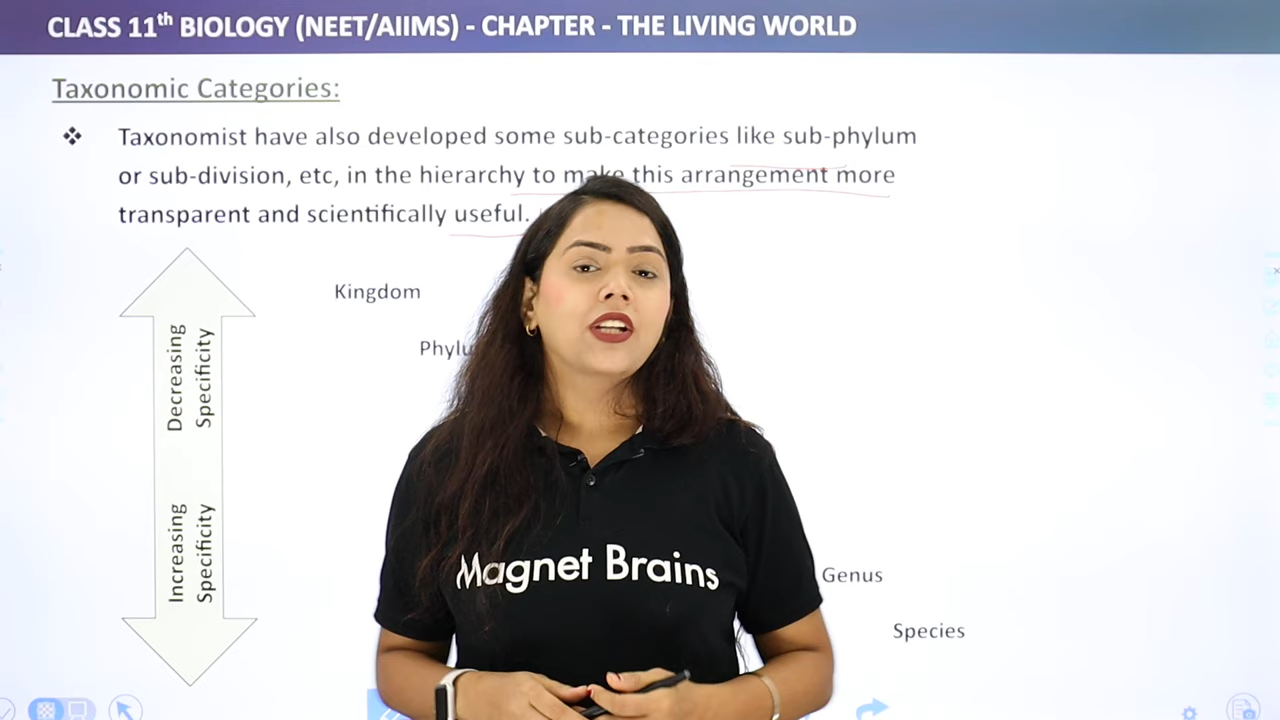 CLASS 11th BIOLOGY (NEET/AIIMS) - CHAPTER - THE LIVING WORLD
Taxonomic Categories:
❖ Taxonomist have also developed some sub-categories like sub-phylum
or sub-division, etc, in the hierarchy to make this arrangement more
transparent and scientifically useful.
Kingdom
Decreasing
Specificity
Increasing
Specificity
Magnet Brains
Genus
Species